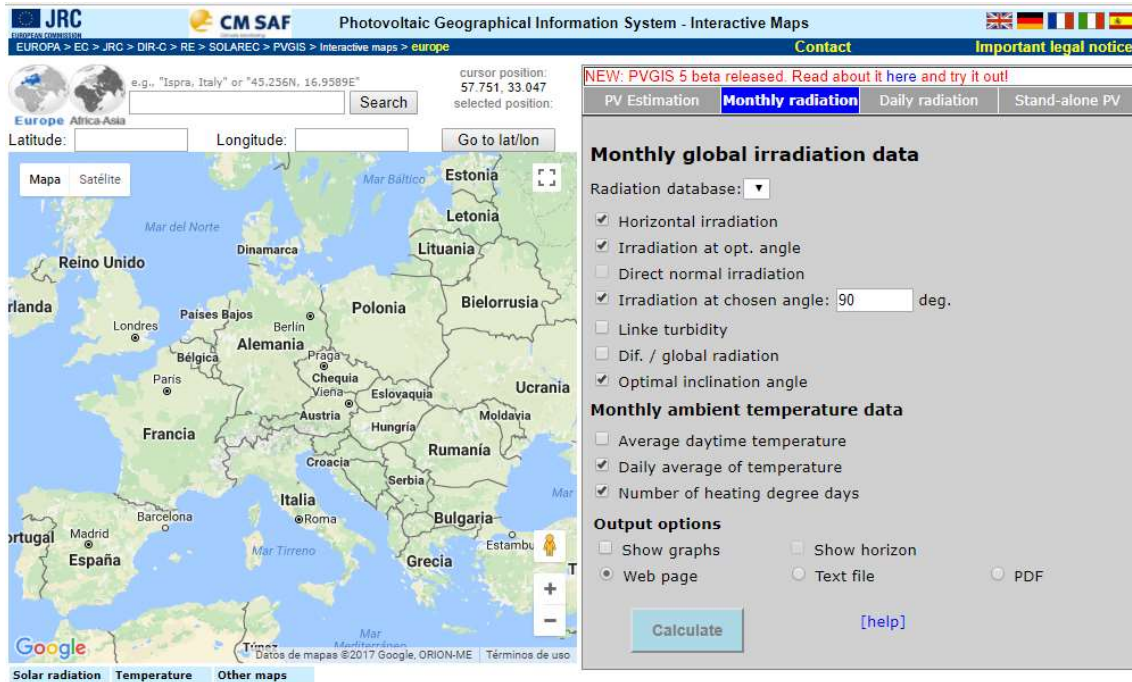 JRC
EUROPEAN COMMISSION
CM SAF
Photovoltaic Geographical Information System - Interactive Maps
EUROPA > EC > JRC > DIR-C > RE > SOLAREC > PVGIS > Interactive maps > europe
Contact
Important legal notice
e.g., "Ispra, Italy" or "45.256N, 16.9589E"
Search
Europe Africa-Asia
cursor position:
57.751, 33.047
selected position:
Latitude:
Longitude:
Go to lat/lon
Mapa
Satélite
Mar Báltico
Estonia
Letonia
Mar del Norte
Dinamarca
Lituania
Reino Unido
rlanda
Bielorrusia
Polonia
Países Bajos
Londres
Berlín
Alemania
Bélgica
Praga
París
Chequia
Ucrania
Viena
Eslovaquia
Austria
Moldavia
Hungría
Francia
Rumanía
Croacia
Serbia
Italia
Mar
Barcelona
Roma
Bulgaria
ortugal
Madrid
España
Mar Tirreno
Estambu
Grecia
T
Túnez
Mar
Mediterráneo
Google
Datos de mapas ©2017 Google, ORION-ME
Términos de uso
Solar radiation
Temperature
Other maps
NEW: PVGIS 5 beta released. Read about it here and try it out!
PV Estimation
Monthly radiation
Daily radiation
Stand-alone PV
Monthly global irradiation data
Radiation database:
Horizontal irradiation
Irradiation at opt. angle
Direct normal irradiation
Irradiation at chosen angle: 90 deg.
Linke turbidity
Dif. / global radiation
Optimal inclination angle
Monthly ambient temperature data
Average daytime temperature
Daily average of temperature
Number of heating degree days
Output options
Show graphs
Show horizon
Web page
Text file
PDF
Calculate
[help]